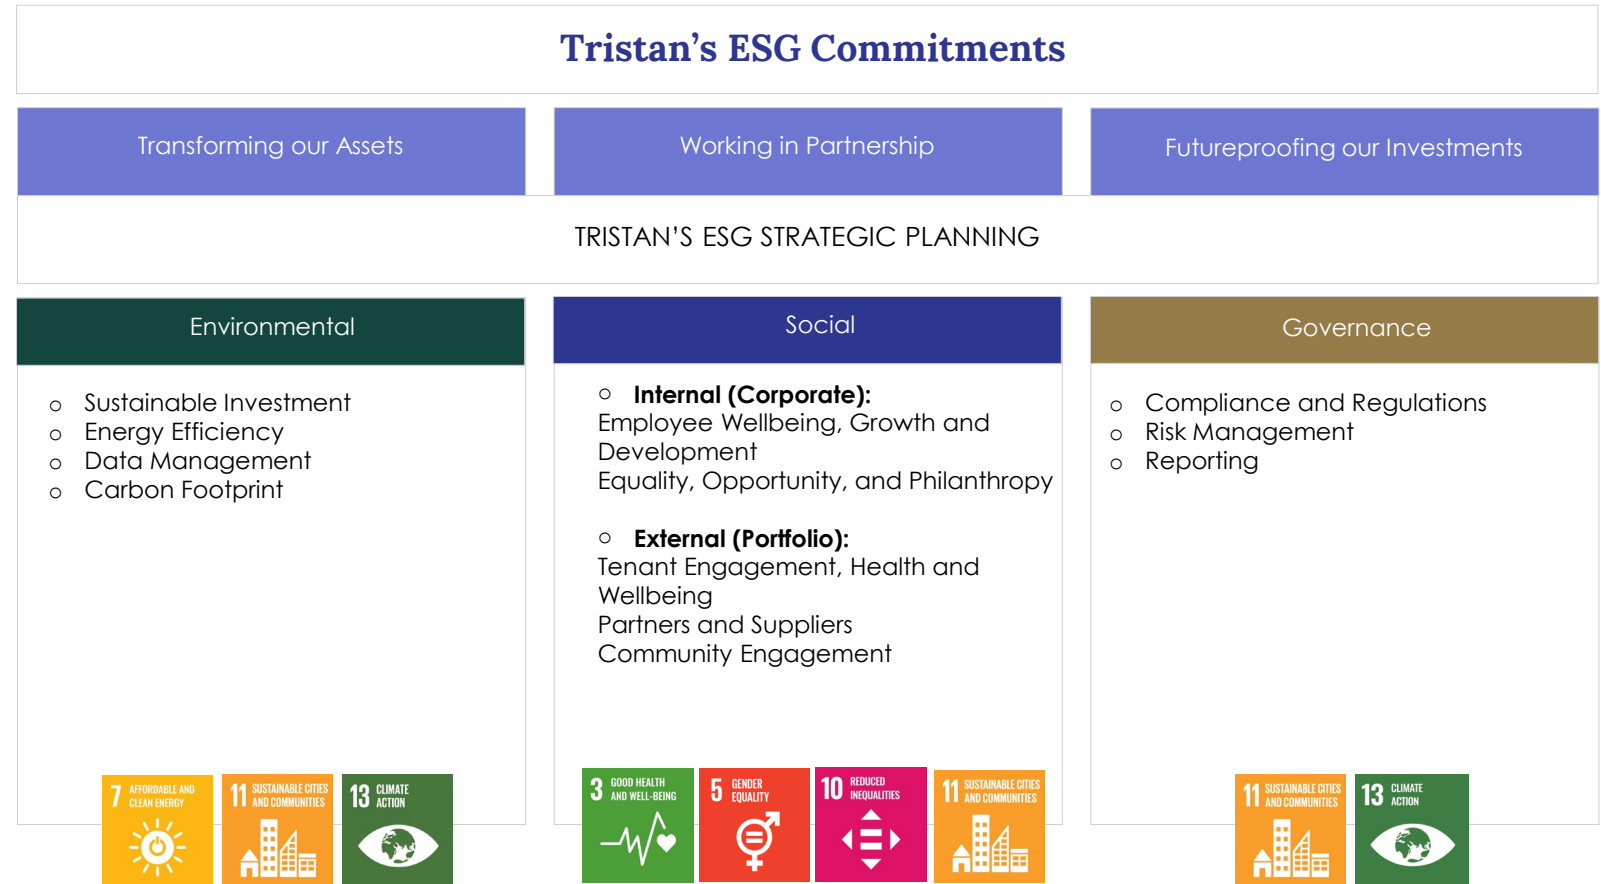 Tristan’s ESG Commitments
Transforming our Assets
Working in Partnership
Futureproofing our Investments
TRISTAN’S ESG STRATEGIC PLANNING
Environmental
o Sustainable Investment
o Energy Efficiency
o Data Management
o Carbon Footprint
7 AFFORDABLE AND
CLEAN ENERGY
11 SUSTAINABLE CITIES
AND COMMUNITIES
13 CLIMATE
ACTION
Social
o Internal (Corporate):
Employee Wellbeing, Growth and
Development
Equality, Opportunity, and Philanthropy
o External (Portfolio):
Tenant Engagement, Health and
Wellbeing
Partners and Suppliers
Community Engagement
3 GOOD HEALTH
AND WELL-BEING
5 GENDER
EQUALITY
10 REDUCED
INEQUALITIES
11 SUSTAINABLE CITIES
AND COMMUNITIES
Governance
o Compliance and Regulations
o Risk Management
o Reporting
11 SUSTAINABLE CITIES
AND COMMUNITIES
13 CLIMATE
ACTION